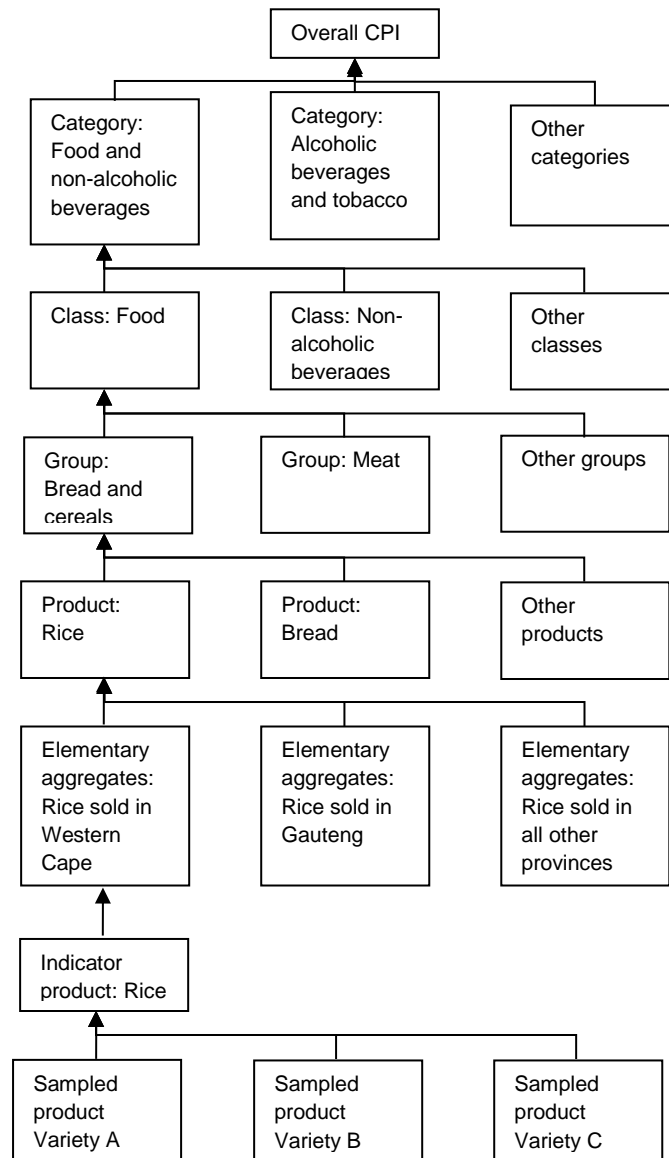 Overall CPI
Category:
Food and
non-alcoholic
beverages
Category:
Alcoholic
beverages
and tobacco
Other
categories
Class: Food
Class: Non-
alcoholic
beverages
Other
classes
Group:
Bread and
cereals
Group: Meat
Other groups
Product:
Rice
Product:
Bread
Other
products
Elementary
aggregates:
Rice sold in
Western
Cape
Elementary
aggregates:
Rice sold in
Gauteng
Elementary
aggregates:
Rice sold in
all other
provinces
Indicator
product: Rice
Sampled
product
Variety A
Sampled
product
Variety B
Sampled
product
Variety C